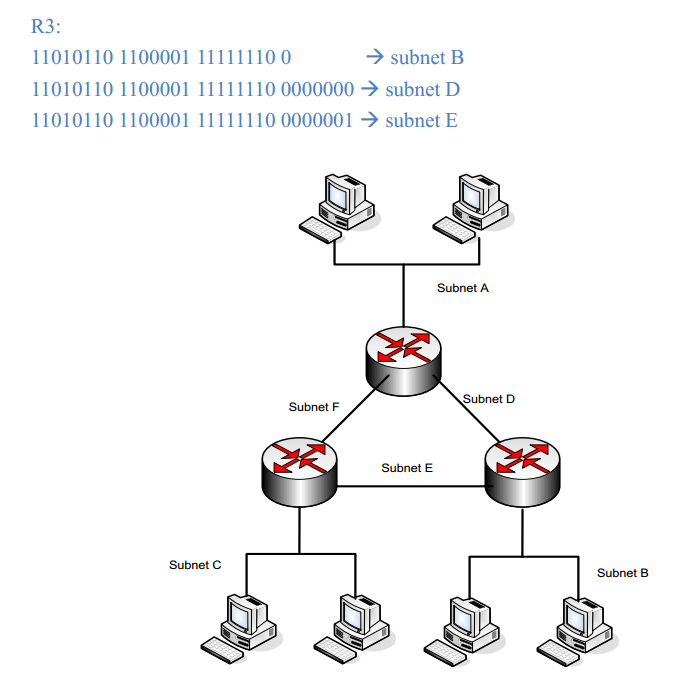 R3:
11010110 1100001 11111110 0 → subnet B
11010110 1100001 11111110 0000000 → subnet D
11010110 1100001 11111110 0000001 → subnet E
Subnet A
Subnet F
Subnet D
Subnet E
Subnet C
Subnet B